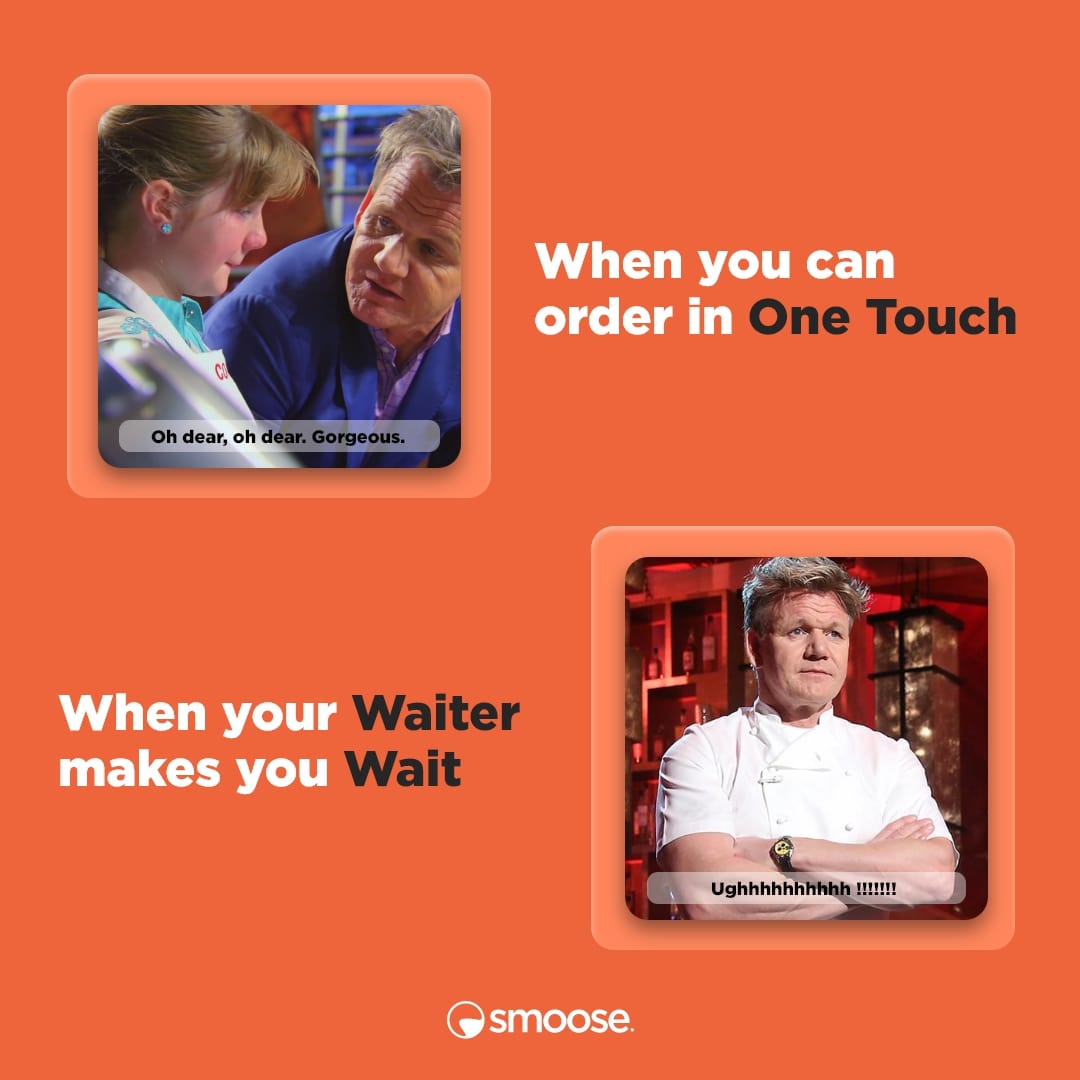 When you can
order in One Touch
Oh dear, oh dear. Gorgeous.
When your Waiter
makes you Wait
Ughhhhhhhhhhh !!!!!!!
smoose.